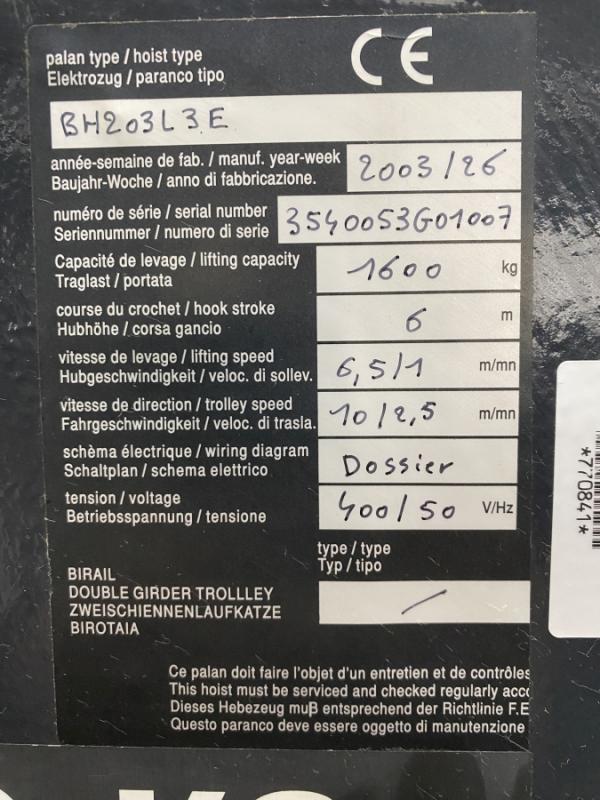 palan type / hoist type
Elektrozug / paranco tipo
CE
BH203L3E
année-semaine de fab. / manuf. year-week
Baujahr-Woche / anno di fabbricazione.
2003/26
numéro de série / serial number
Seriennummer / numero di serie
3540053G01007
Capacité de levage / lifting capacity
Traglast / portata
1600 kg
course du crochet / hook stroke
Hubhöhe / corsa gancio
6 m
vitesse de levage / lifting speed
Hubgeschwindigkeit / veloc. di sollev.
6,5/1 m/mn
vitesse de direction / trolley speed
Fahrgeschwindigkeit / veloc. di trasla.
10/2,5 m/mn
schèma électrique / wiring diagram
Schaltplan / schema elettrico
Dossier
tension / voltage
Betriebsspannung / tensione
400/50 V/Hz
type / type
Typ / tipo
BIRAIL
DOUBLE GIRDER TROLLLEY
ZWEISCHIENNENLAUFKATZE
BIROTAIA
/
Ce palan doit faire l'objet d'un entretien et de contrôles
This hoist must be serviced and checked regularly acc
Dieses Hebezeug muβ entsprechend der Richtlinie F.E
Questo paranco deve essere oggetto di manutenzione
*770841*